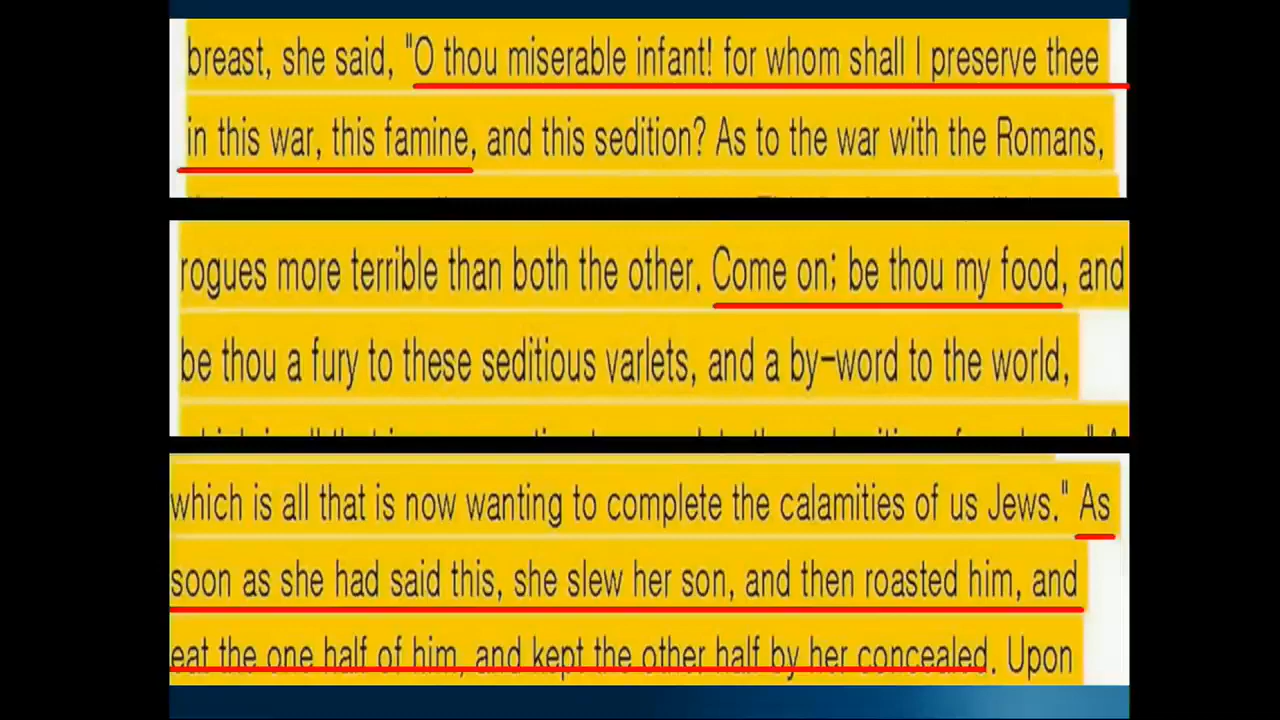 breast, she said, "O thou miserable infant! for whom shall I preserve thee
in this war, this famine, and this sedition? As to the war with the Romans,
rogues more terrible than both the other. Come on; be thou my food, and
be thou a fury to these seditious varlets, and a by-word to the world,
which is all that is now wanting to complete the calamities of us Jews." As
soon as she had said this, she slew her son, and then roasted him, and
eat the one half of him, and kept the other half by her concealed. Upon